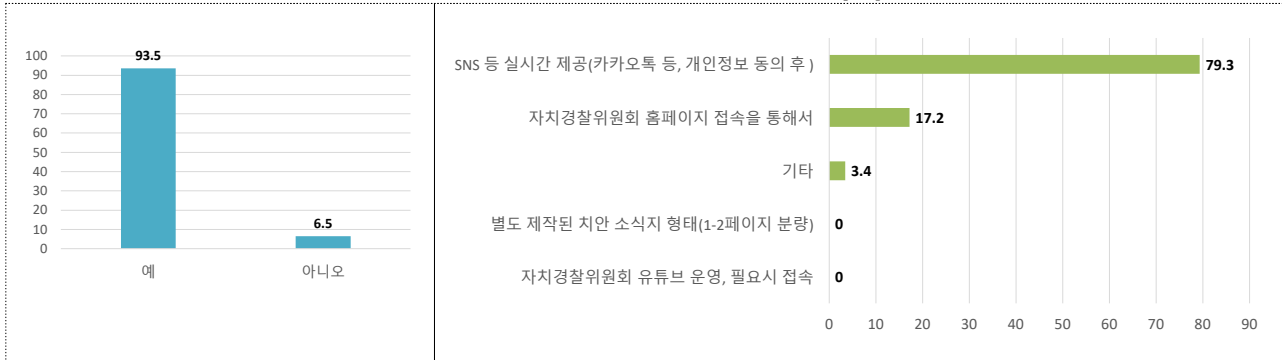 93.5
6.5
100
90
80
70
60
50
40
30
20
10
0
예 아니오
SNS 등 실시간 제공(카카오톡 등, 개인정보 동의 후 ) 79.3
자치경찰위원회 홈페이지 접속을 통해서 17.2
기타 3.4
별도 제작된 치안 소식지 형태(1-2페이지 분량) 0
자치경찰위원회 유튜브 운영, 필요시 접속 0
0 10 20 30 40 50 60 70 80 90